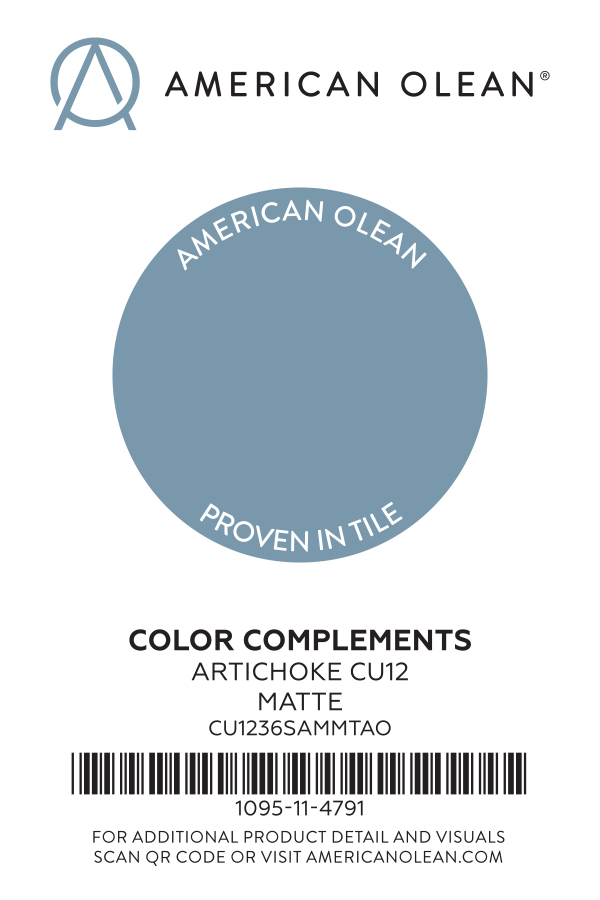 AMERICAN OLEAN®
AMERICAN OLEAN
PROVEN IN TILE
COLOR COMPLEMENTS
ARTICHOKE CU12
MATTE
CU1236SAMMTAO
1095-11-4791
FOR ADDITIONAL PRODUCT DETAIL AND VISUALS
SCAN QR CODE OR VISIT AMERICANOLEAN.COM